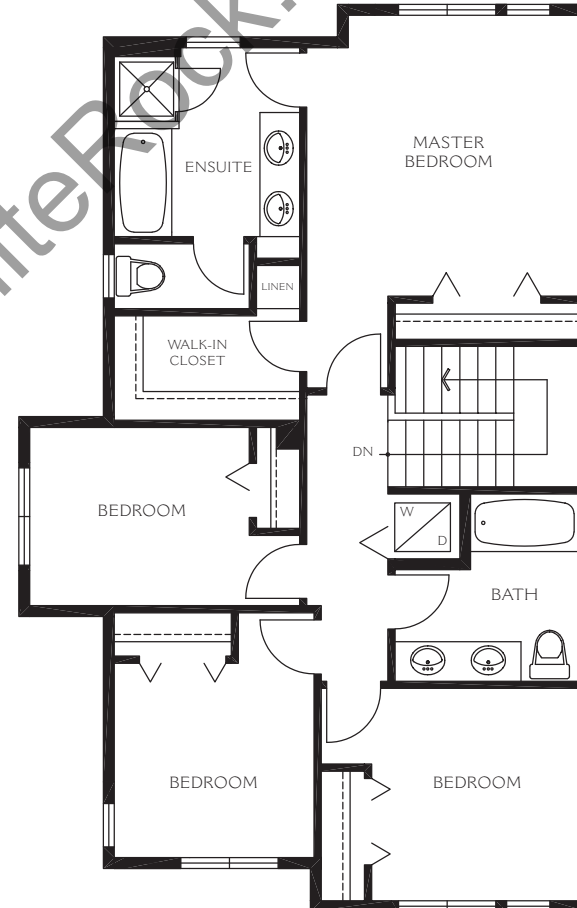 MASTER
BEDROOM
ENSUITE
LINEN
WALK-IN
CLOSET
DN
BEDROOM
W
D
BATH
BEDROOM
BEDROOM